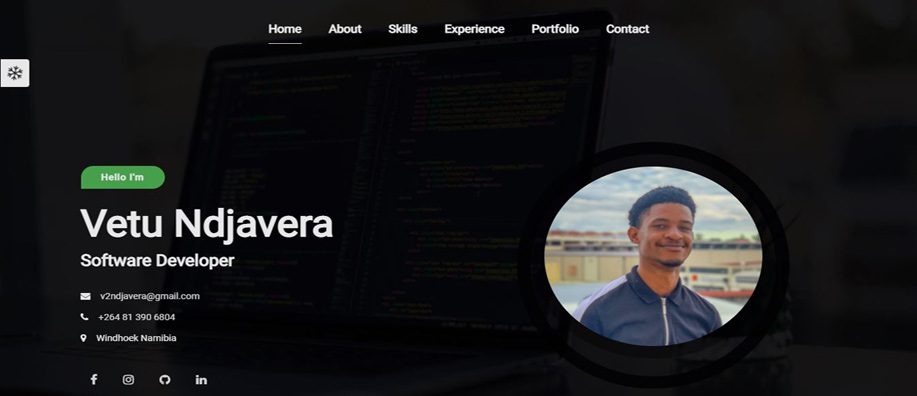 Home About Skills Experience Portfolio Contact
Hello I'm
Vetu Ndjavera
Software Developer
v2ndjavera@gmail.com
+264 81 390 6804
Windhoek Namibia